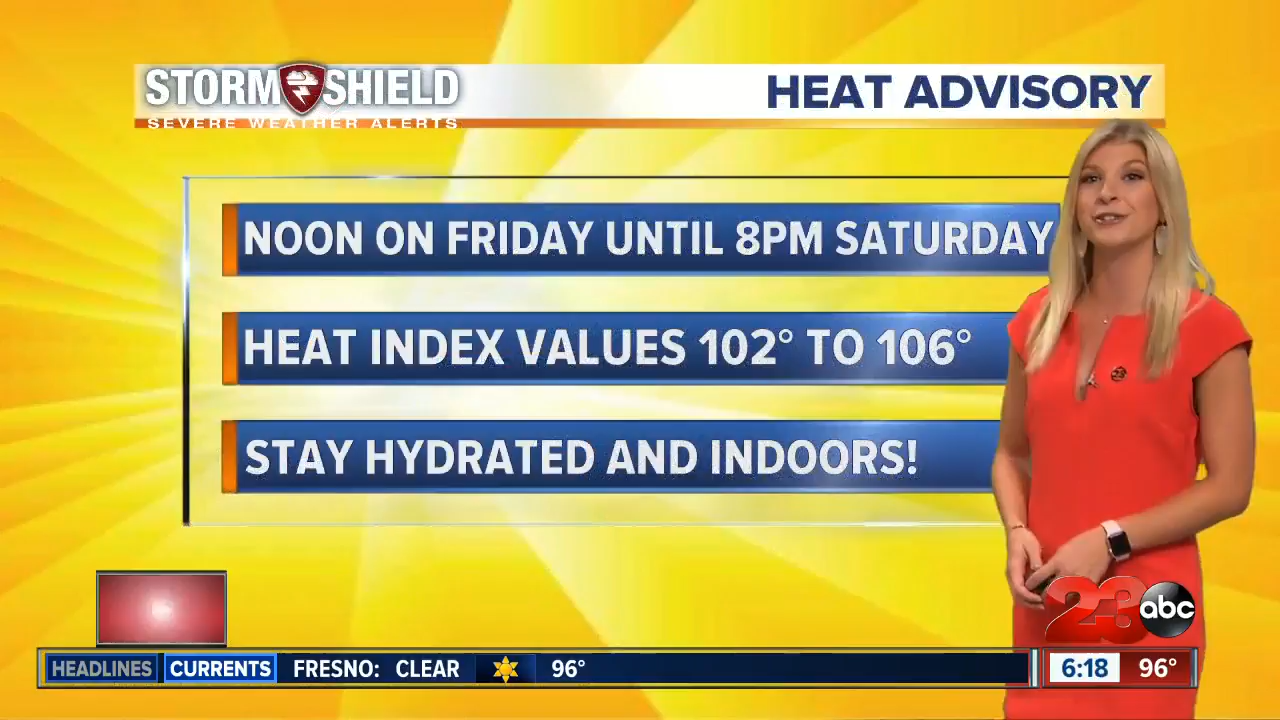 STORM SHIELD
SEVERE WEATHER ALERTS
HEAT ADVISORY
NOON ON FRIDAY UNTIL 8PM SATURDAY
HEAT INDEX VALUES 102° TO 106°
STAY HYDRATED AND INDOORS!
23
23 abc
HEADLINES CURRENTS FRESNO: CLEAR 96°
6:18 96°